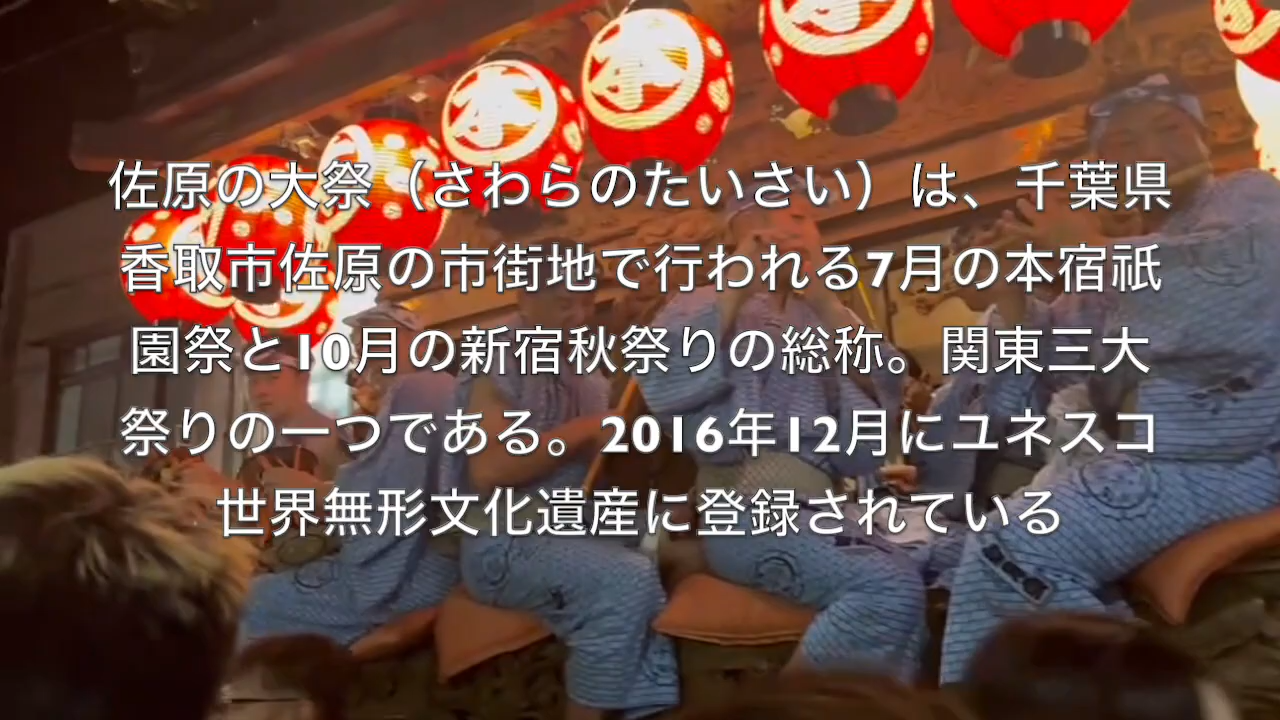 本
本
佐原の大祭（さわらのたいさい）は、千葉県
香取市佐原の市街地で行われる7月の本宿祇
園祭と10月の新宿秋祭りの総称。関東三大
祭りの一つである。2016年12月にユネスコ
世界無形文化遺産に登録されている